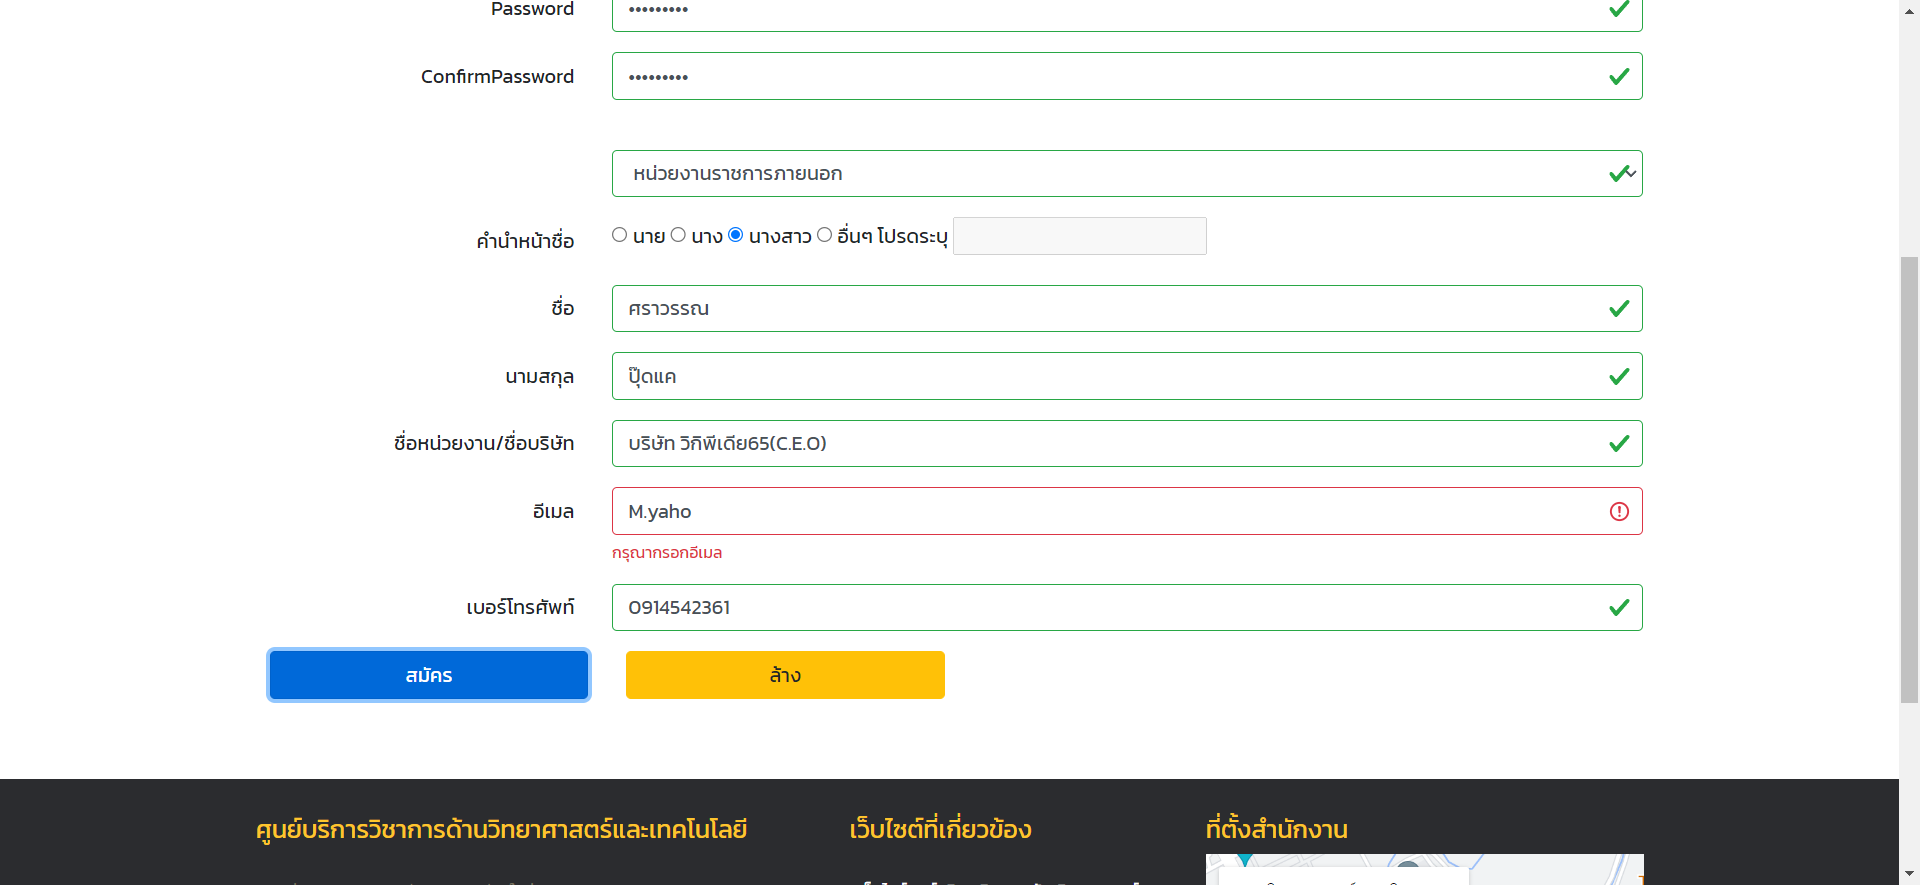 Password •••••••••
ConfirmPassword •••••••••
หน่วยงานราชการภายนอก
คำนำหน้าชื่อ นาย นาง นางสาว อื่นๆ โปรดระบุ
ชื่อ ศราวรรณ
นามสกุล ปุ๊ดแค
ชื่อหน่วยงาน/ชื่อบริษัท บริษัท วิกิพีเดีย65(C.E.O)
อีเมล M.yaho
กรุณากรอกอีเมล
เบอร์โทรศัพท์ 0914542361
สมัคร ล้าง
ศูนย์บริการวิชาการด้านวิทยาศาสตร์และเทคโนโลยี เว็บไซต์ที่เกี่ยวข้อง ที่ตั้งสำนักงาน